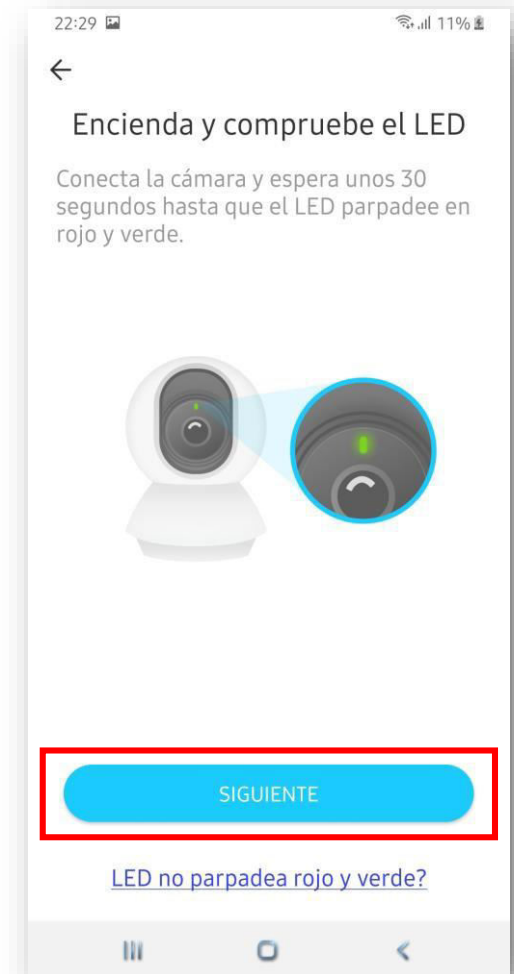 22:29 11%
Encienda y compruebe el LED
Conecta la cámara y espera unos 30
segundos hasta que el LED parpadee en
rojo y verde.
SIGUIENTE
LED no parpadea rojo y verde?